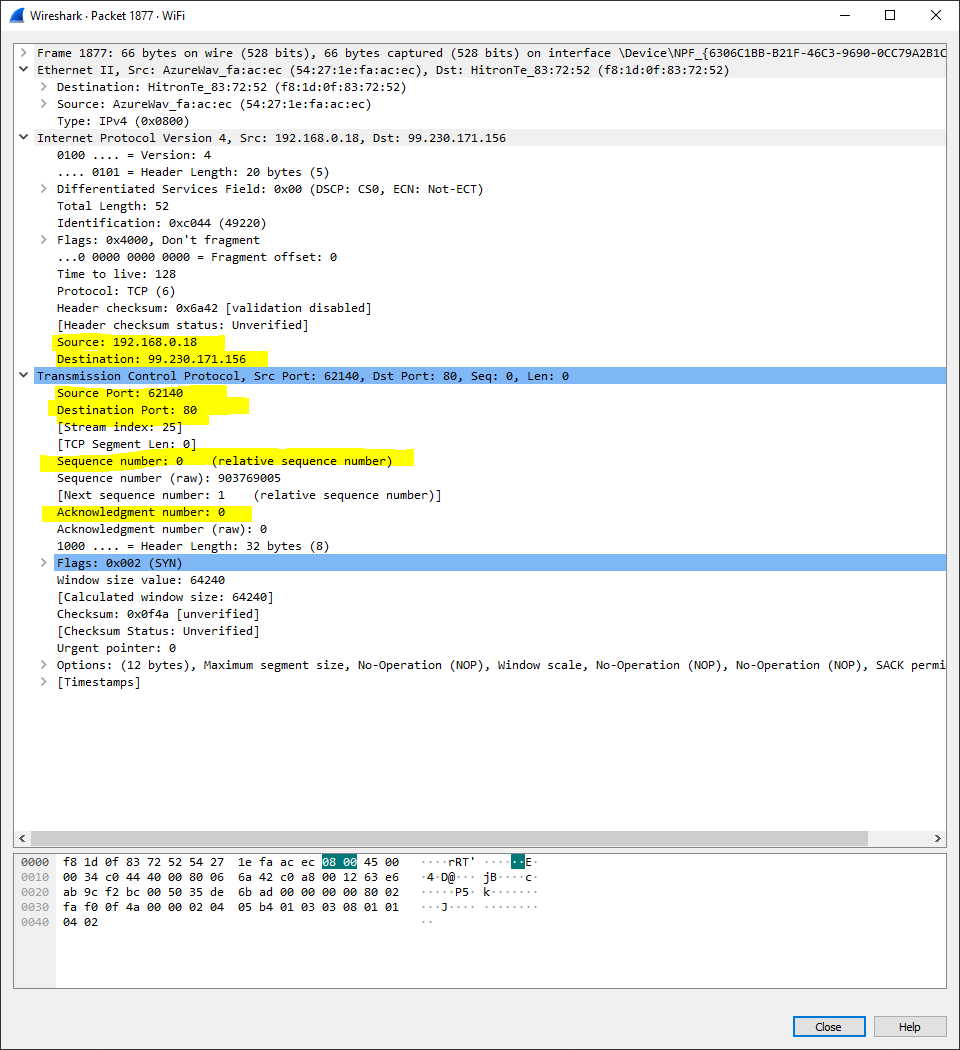 Wireshark · Packet 1877 · WiFi
Frame 1877: 66 bytes on wire (528 bits), 66 bytes captured (528 bits) on interface \Device\NPF_{6306C1BB-B21F-46C3-9690-0CC79A2B1C
Ethernet II, Src: AzureWav_fa:ac:ec (54:27:1e:fa:ac:ec), Dst: HitronTe_83:72:52 (f8:1d:0f:83:72:52)
Destination: HitronTe_83:72:52 (f8:1d:0f:83:72:52)
Source: AzureWav_fa:ac:ec (54:27:1e:fa:ac:ec)
Type: IPv4 (0x0800)
Internet Protocol Version 4, Src: 192.168.0.18, Dst: 99.230.171.156
0100 .... = Version: 4
.... 0101 = Header Length: 20 bytes (5)
Differentiated Services Field: 0x00 (DSCP: CS0, ECN: Not-ECT)
Total Length: 52
Identification: 0xc044 (49220)
Flags: 0x4000, Don't fragment
...0 0000 0000 0000 = Fragment offset: 0
Time to live: 128
Protocol: TCP (6)
Header checksum: 0x6a42 [validation disabled]
[Header checksum status: Unverified]
Source: 192.168.0.18
Destination: 99.230.171.156
Transmission Control Protocol, Src Port: 62140, Dst Port: 80, Seq: 0, Len: 0
Source Port: 62140
Destination Port: 80
[Stream index: 25]
[TCP Segment Len: 0]
Sequence number: 0    (relative sequence number)
Sequence number (raw): 903769005
[Next sequence number: 1    (relative sequence number)]
Acknowledgment number: 0
Acknowledgment number (raw): 0
1000 .... = Header Length: 32 bytes (8)
Flags: 0x002 (SYN)
Window size value: 64240
[Calculated window size: 64240]
Checksum: 0x0f4a [unverified]
[Checksum Status: Unverified]
Urgent pointer: 0
Options: (12 bytes), Maximum segment size, No-Operation (NOP), Window scale, No-Operation (NOP), No-Operation (NOP), SACK permi
[Timestamps]
0000 f8 1d 0f 83 72 52 54 27 1e fa ac ec 08 00 45 00 ····rRT' ······E·
0010 00 34 c0 44 40 00 80 06 6a 42 c0 a8 00 12 63 e6 ·4·D@··· jB····c·
0020 ab 9c f2 bc 00 50 35 de 6b ad 00 00 00 00 80 02 ·····P5· k·······
0030 fa f0 0f 4a 00 00 02 04 05 b4 01 03 03 08 01 01 ···J···· ········
0040 04 02 ··
Close
Help